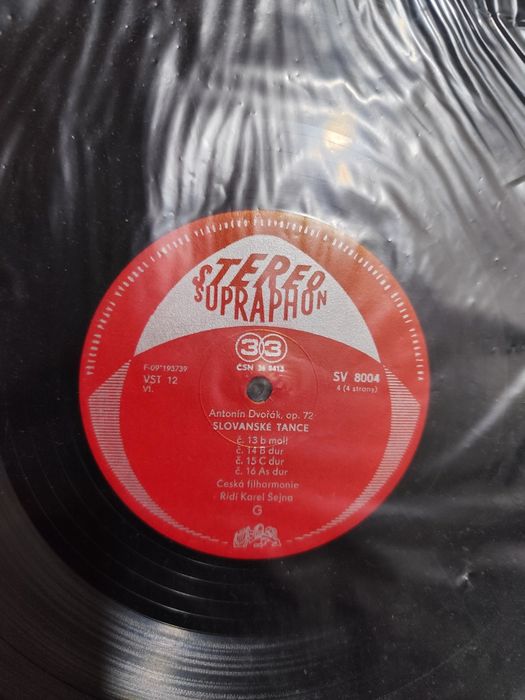 STEREO
SUPRAPHON
33
ČSN 36 8413
F-09*193739
VST 12
VI.
SV 8004
4 (4 strany)
Antonín Dvořák, op. 72
SLOVANSKÉ TANCE
č. 13 b moll
č. 14 B dur
č. 15 C dur
č. 16 As dur
Česká filharmonie
Řídí Karel Šejna
G